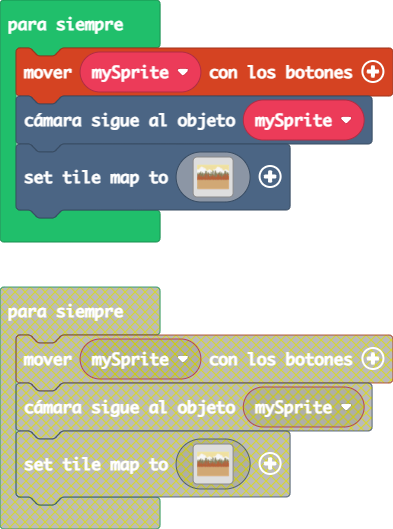 para siempre
mover mySprite con los botones
cámara sigue al objeto mySprite
set tile map to
para siempre
mover mySprite con los botones
cámara sigue al objeto mySprite
set tile map to